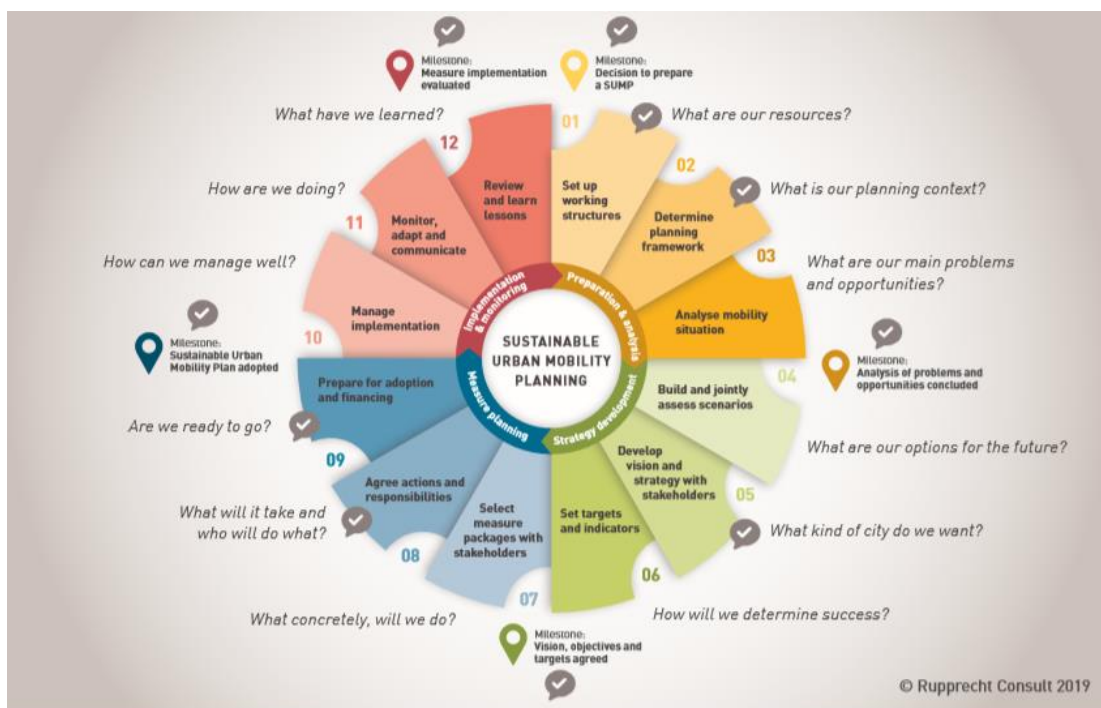 Milestone:
Measure implementation
evaluated
Milestone:
Decision to prepare
a SUMP
What have we learned?
What are our resources?
01
Set up
working
structures
02
What is our planning context?
Determine
planning
framework
03
What are our main problems
and opportunities?
Analyse mobility
situation
Milestone:
Analysis of problems and
opportunities concluded
04
Build and jointly
assess scenarios
What are our options for the future?
05
Develop
vision and
strategy with
stakeholders
What kind of city do we want?
06
Set targets
and indicators
How will we determine success?
Milestone:
Vision, objectives and
targets agreed
07
Select
measure
packages with
stakeholders
What concretely, will we do?
08
Agree actions and
responsibilities
What will it take and
who will do what?
09
Prepare for adoption
and financing
Are we ready to go?
Milestone:
Sustainable Urban
Mobility Plan adopted
10
Manage
implementation
How can we manage well?
11
Monitor,
adapt and
communicate
How are we doing?
12
Review
and learn
lessons
Preparation & analysis
Strategy development
Measure planning
Implementation
& monitoring
SUSTAINABLE
URBAN MOBILITY
PLANNING
© Rupprecht Consult 2019